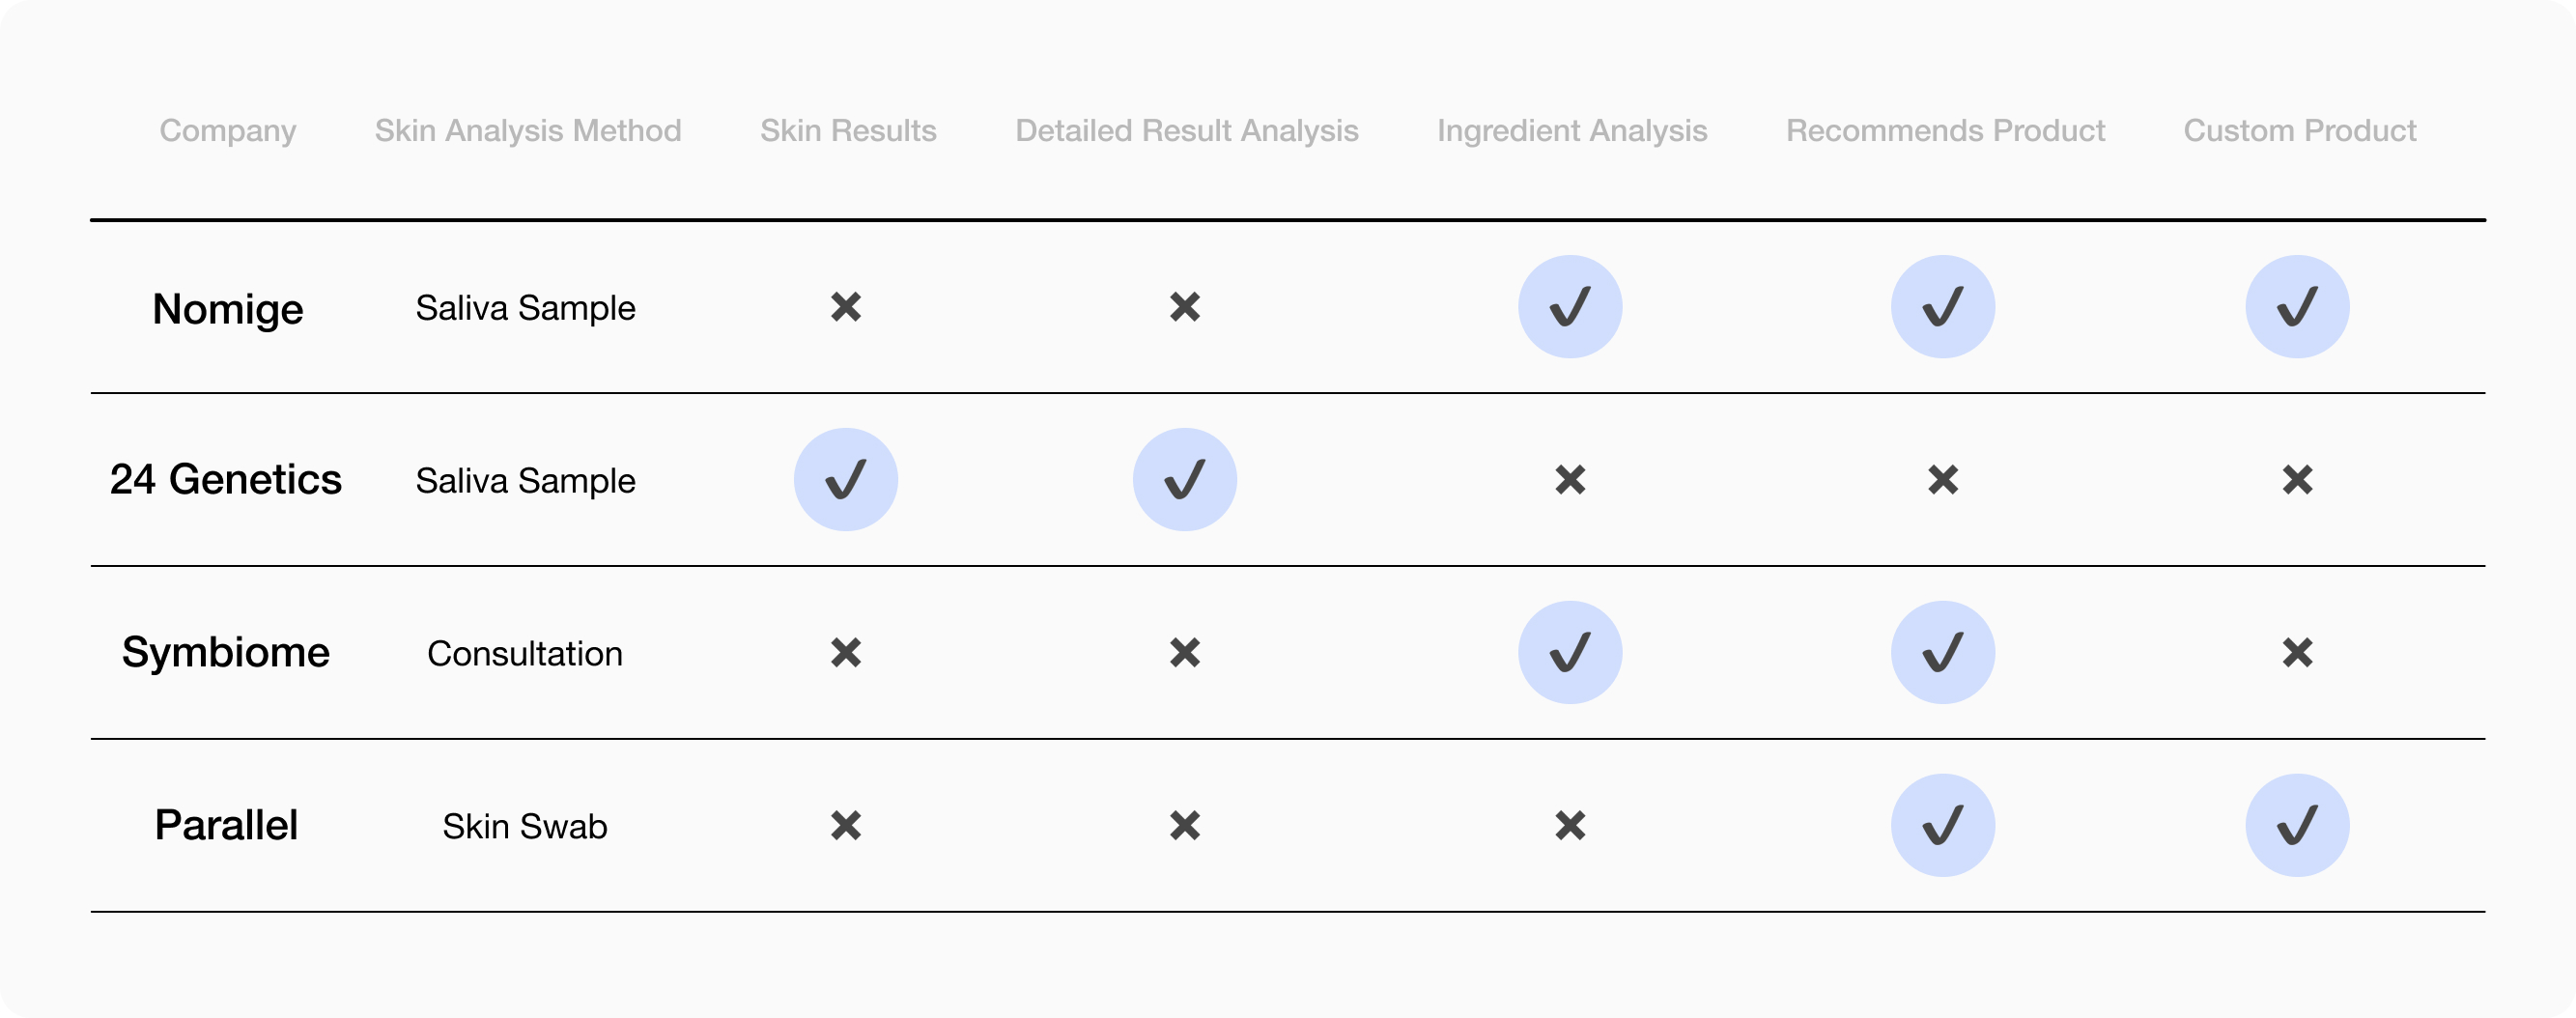 Company Skin Analysis Method Skin Results Detailed Result Analysis Ingredient Analysis Recommends Product Custom Product
Nomige Saliva Sample ✖ ✖ ✔ ✔ ✔
24 Genetics Saliva Sample ✔ ✔ ✖ ✖ ✖
Symbiome Consultation ✖ ✖ ✔ ✔ ✖
Parallel Skin Swab ✖ ✖ ✖ ✔ ✔